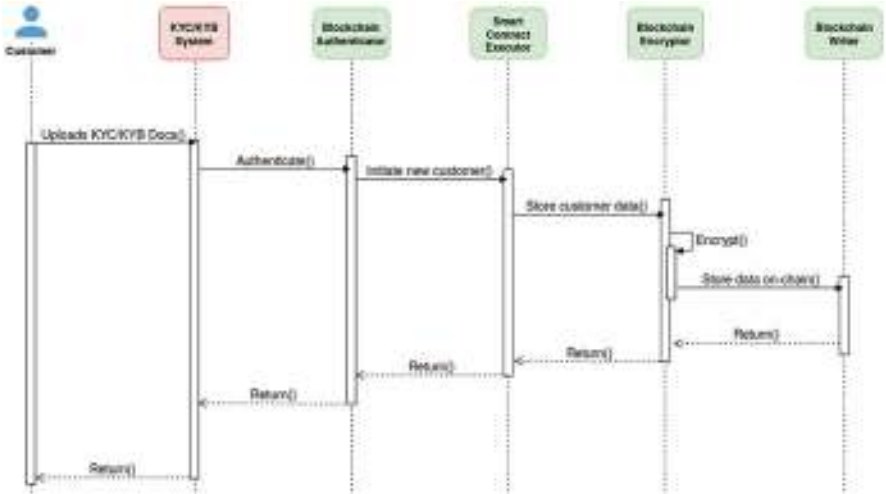 Customer
KYC/KYB
System
Blockchain
Authenticator
Smart
Contract
Executor
Blockchain
Encryptor
Blockchain
Writer
Uploads KYC/KYB Docs()
Authenticate()
Initiate new customer()
Store customer data()
Encrypt()
Store data on-chain()
Return()
Return()
Return()
Return()
Return()